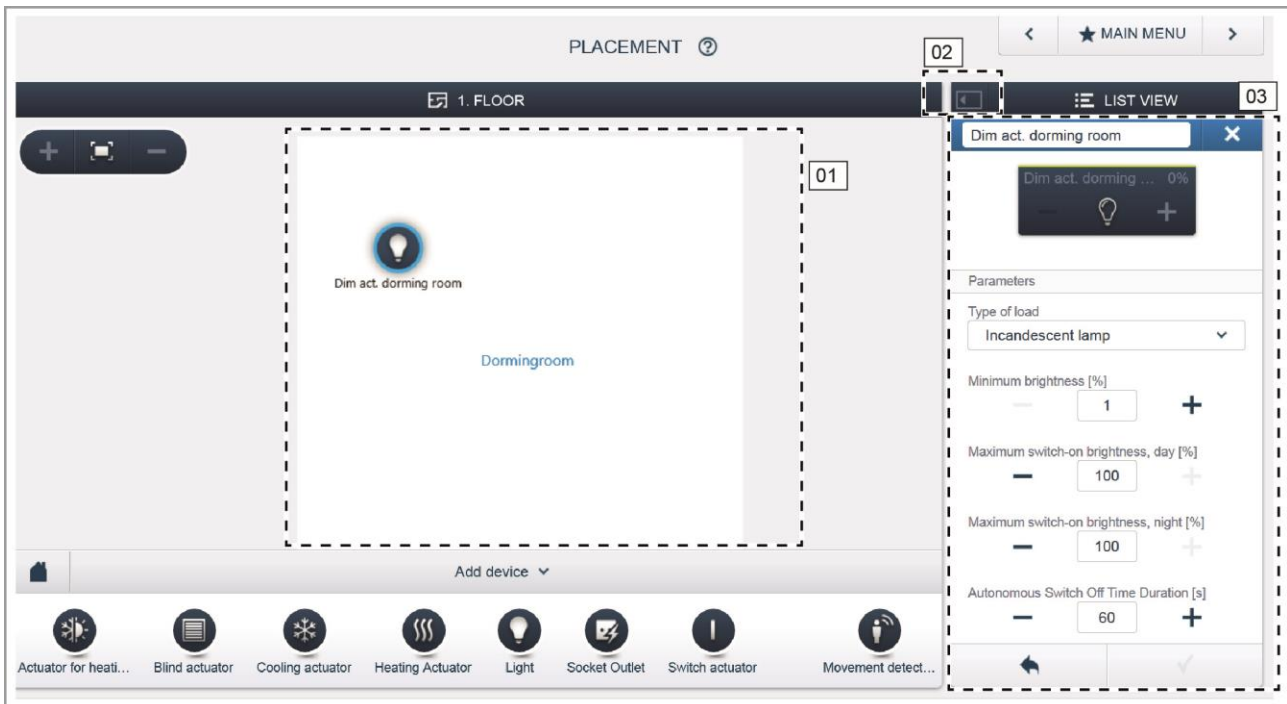 PLACEMENT ?
02
MAIN MENU
1. FLOOR
LIST VIEW
03
01
Dim act. dorming room
Dormingroom
Dim act. dorming room
Dim act. dorming ... 0%
Parameters
Type of load
Incandescent lamp
Minimum brightness [%]
1
Maximum switch-on brightness, day [%]
100
Maximum switch-on brightness, night [%]
100
Autonomous Switch Off Time Duration [s]
60
Add device
Actuator for heati... Blind actuator Cooling actuator Heating Actuator Light Socket Outlet Switch actuator Movement detect...